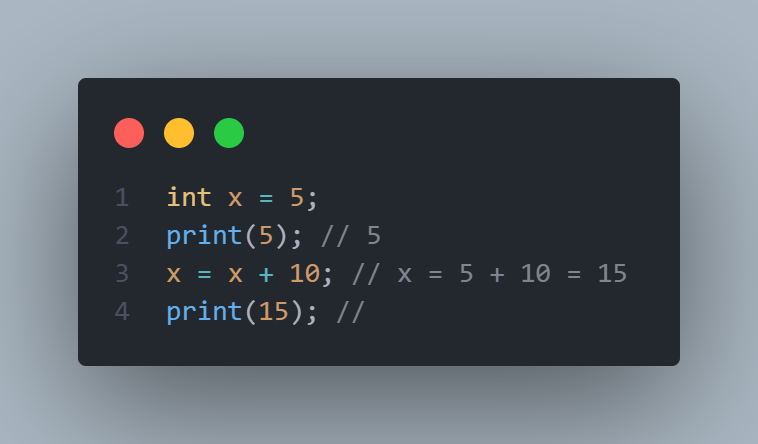 1 int x = 5;
2 print(5); // 5
3 x = x + 10; // x = 5 + 10 = 15
4 print(15); //